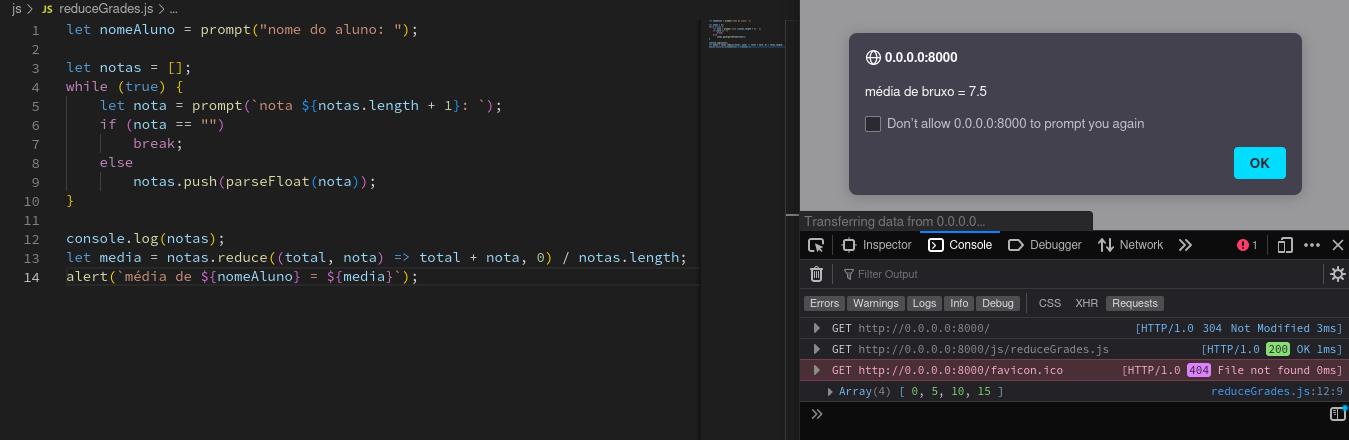 js > JS reduceGrades.js > ...
1 let nomeAluno = prompt("nome do aluno: ");
2
3 let notas = [];
4 while (true) {
5 let nota = prompt(`nota ${notas.length + 1}: `);
6 if (nota == "")
7 break;
8 else
9 notas.push(parseFloat(nota));
10 }
11
12 console.log(notas);
13 let media = notas.reduce((total, nota) => total + nota, 0) / notas.length;
14 alert(`média de ${nomeAluno} = ${media}`);
0.0.0.0:8000
média de bruxo = 7.5
Don't allow 0.0.0.0:8000 to prompt you again
OK
Transferring data from 0.0.0.0...
Inspector Console Debugger Network 1
Filter Output
Errors Warnings Logs Info Debug CSS XHR Requests
GET http://0.0.0.0:8000/ [HTTP/1.0 304 Not Modified 3ms]
GET http://0.0.0.0:8000/js/reduceGrades.js [HTTP/1.0 200 OK 1ms]
GET http://0.0.0.0:8000/favicon.ico [HTTP/1.0 404 File not found 0ms]
Array(4) [ 0, 5, 10, 15 ] reduceGrades.js:12:9